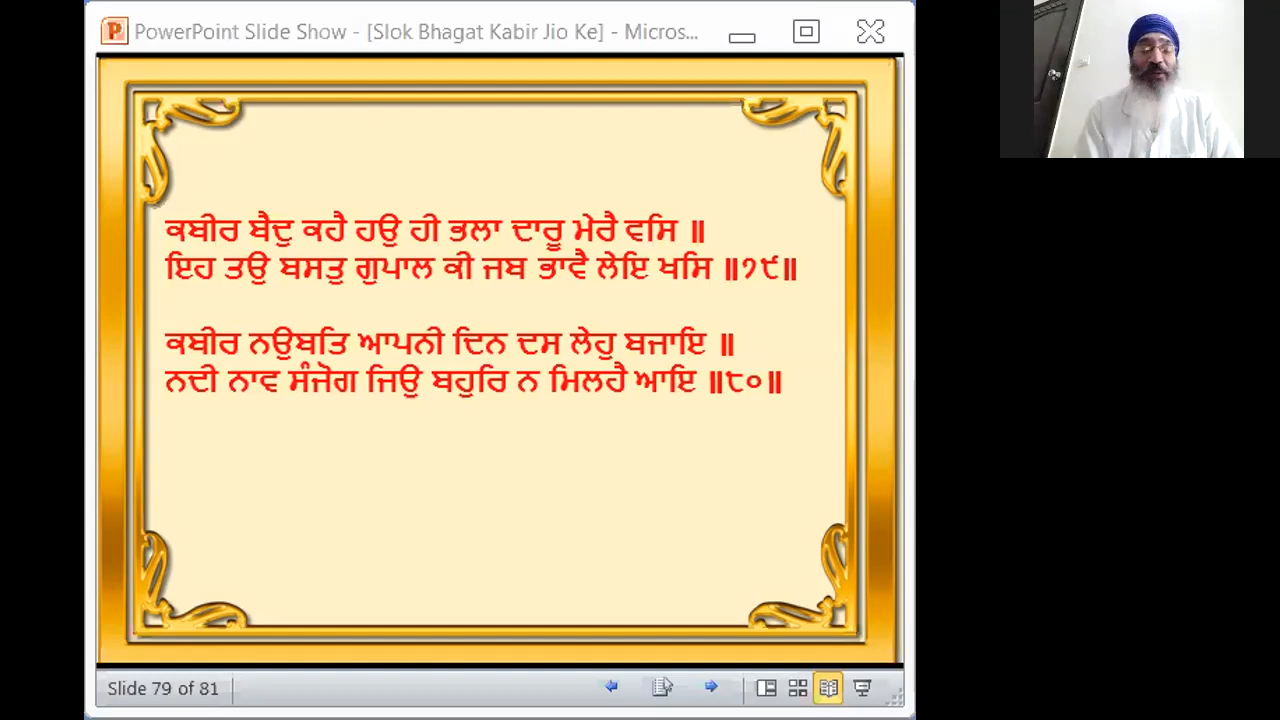 PowerPoint Slide Show - [Slok Bhagat Kabir Jio Ke] - Micros...
ਕਬੀਰ ਬੈਦੁ ਕਹੈ ਹਉ ਹੀ ਭਲਾ ਦਾਰੂ ਮੇਰੈ ਵਸਿ ॥
ਇਹ ਤਉ ਬਸਤੁ ਗੁਪਾਲ ਕੀ ਜਬ ਭਾਵੈ ਲੇਇ ਖਸਿ ॥੭੯॥
ਕਬੀਰ ਨਉਬਤਿ ਆਪਨੀ ਦਿਨ ਦਸ ਲੇਹੁ ਬਜਾਇ ॥
ਨਦੀ ਨਾਵ ਸੰਜੋਗ ਜਿਉ ਬਹੁਰਿ ਨ ਮਿਲਹੈ ਆਇ ॥੮੦॥
Slide 79 of 81